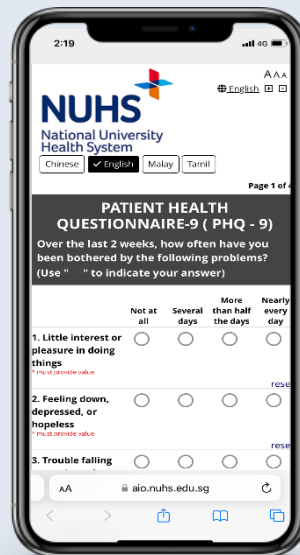 2:19
4G
A A A
English
NUHS
National University
Health System
Chinese
✔ English
Malay
Tamil
Page 1 of
PATIENT HEALTH
QUESTIONNAIRE-9 ( PHQ - 9)
Over the last 2 weeks, how often have you
been bothered by the following problems?
(Use " " to indicate your answer)
Not at all
Several days
More than half the days
Nearly every day
1. Little interest or
pleasure in doing
things
* must provide value
rese
2. Feeling down,
depressed, or
hopeless
* must provide value
rese
3. Trouble falling
AA
aio.nuhs.edu.sg